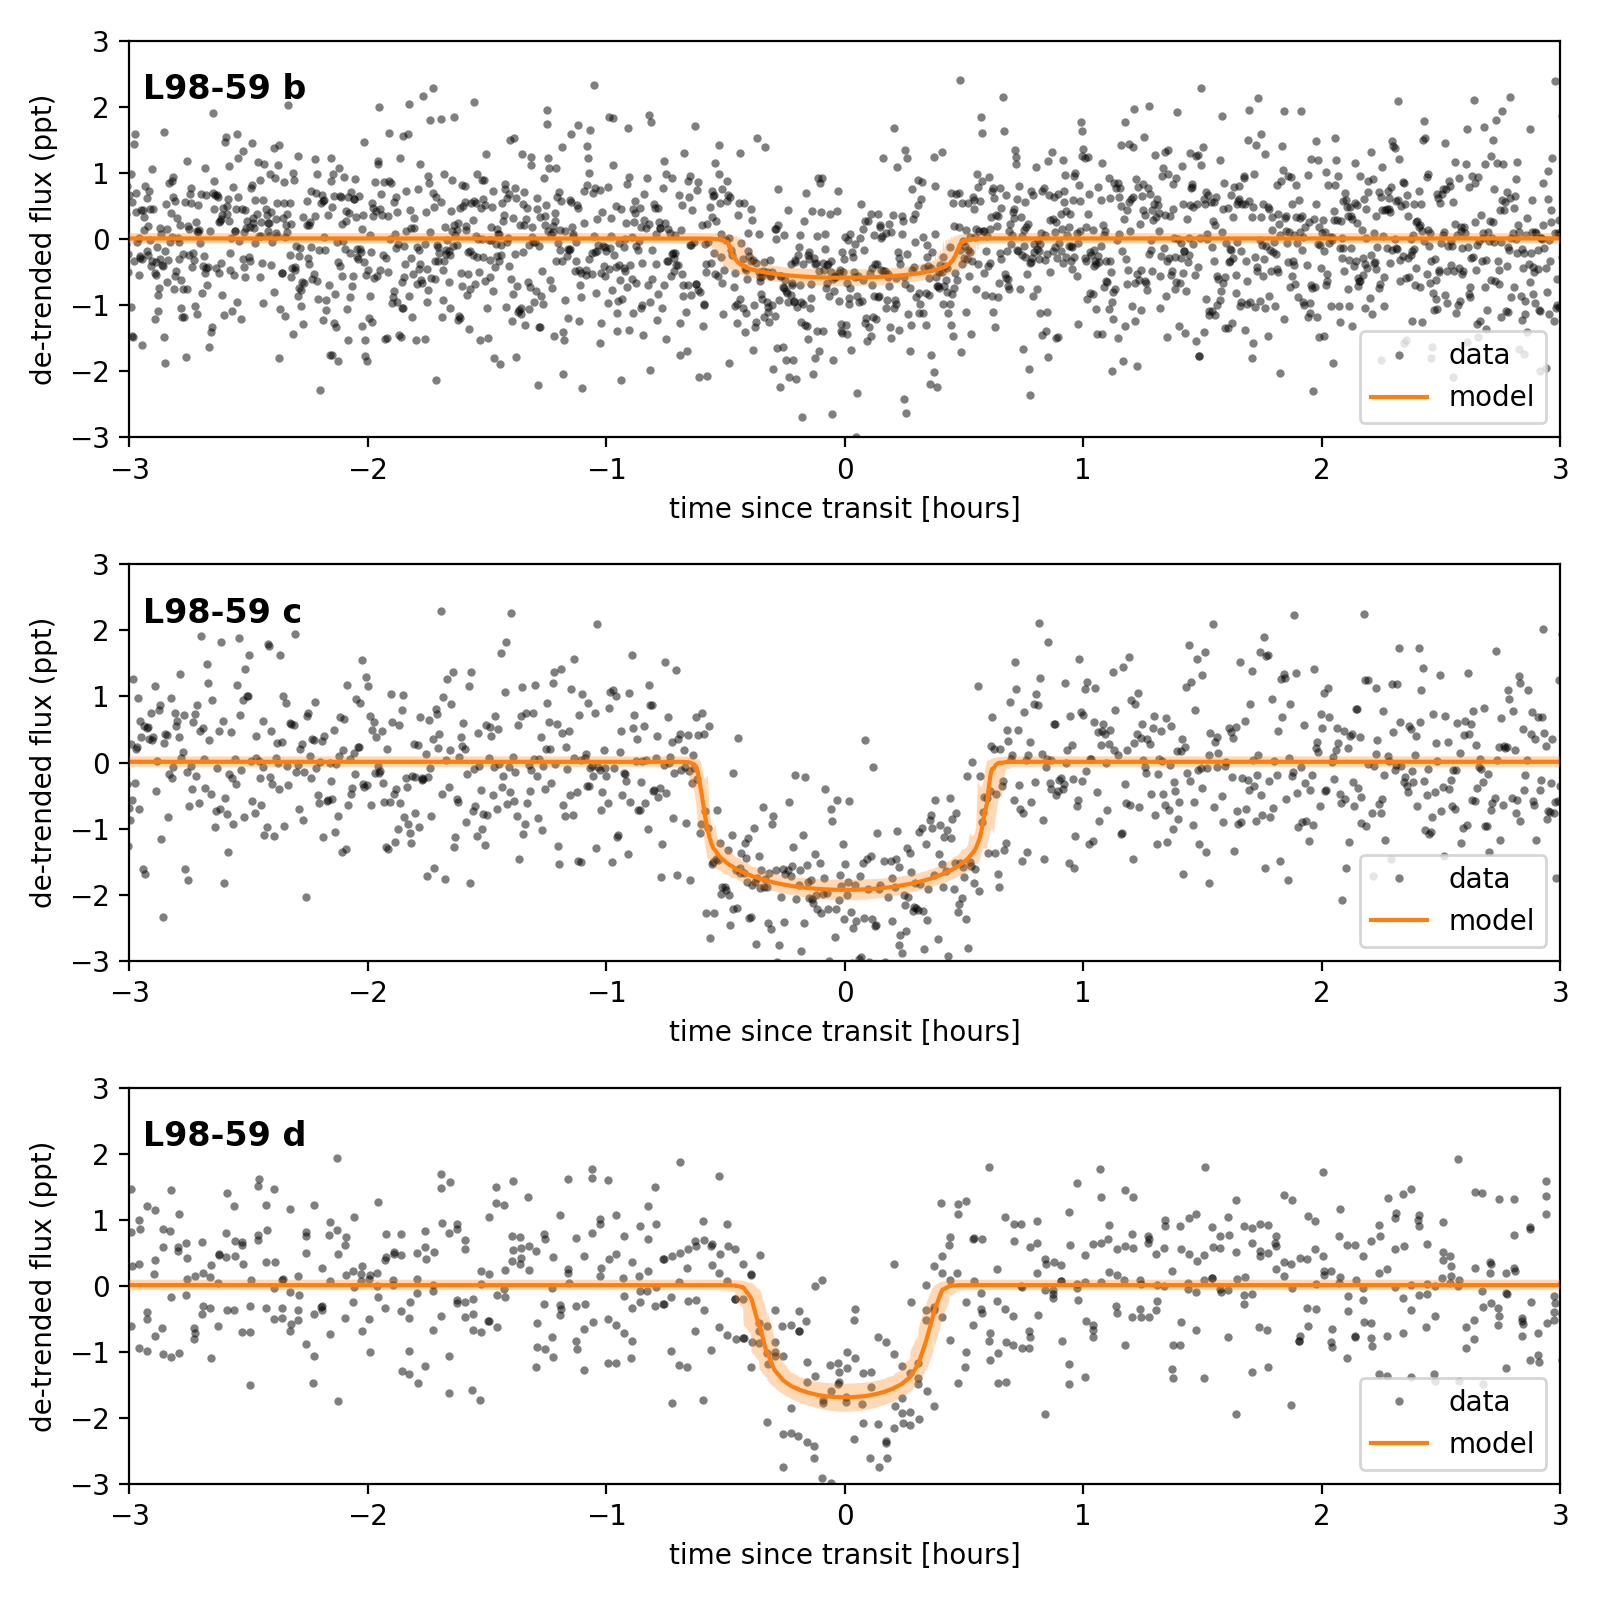 L98-59 b
de-trended flux (ppt)
3
2
1
0
−1
−2
−3
data
model
−3 −2 −1 0 1 2 3
time since transit [hours]
L98-59 c
de-trended flux (ppt)
3
2
1
0
−1
−2
−3
data
model
−3 −2 −1 0 1 2 3
time since transit [hours]
L98-59 d
de-trended flux (ppt)
3
2
1
0
−1
−2
−3
data
model
−3 −2 −1 0 1 2 3
time since transit [hours]